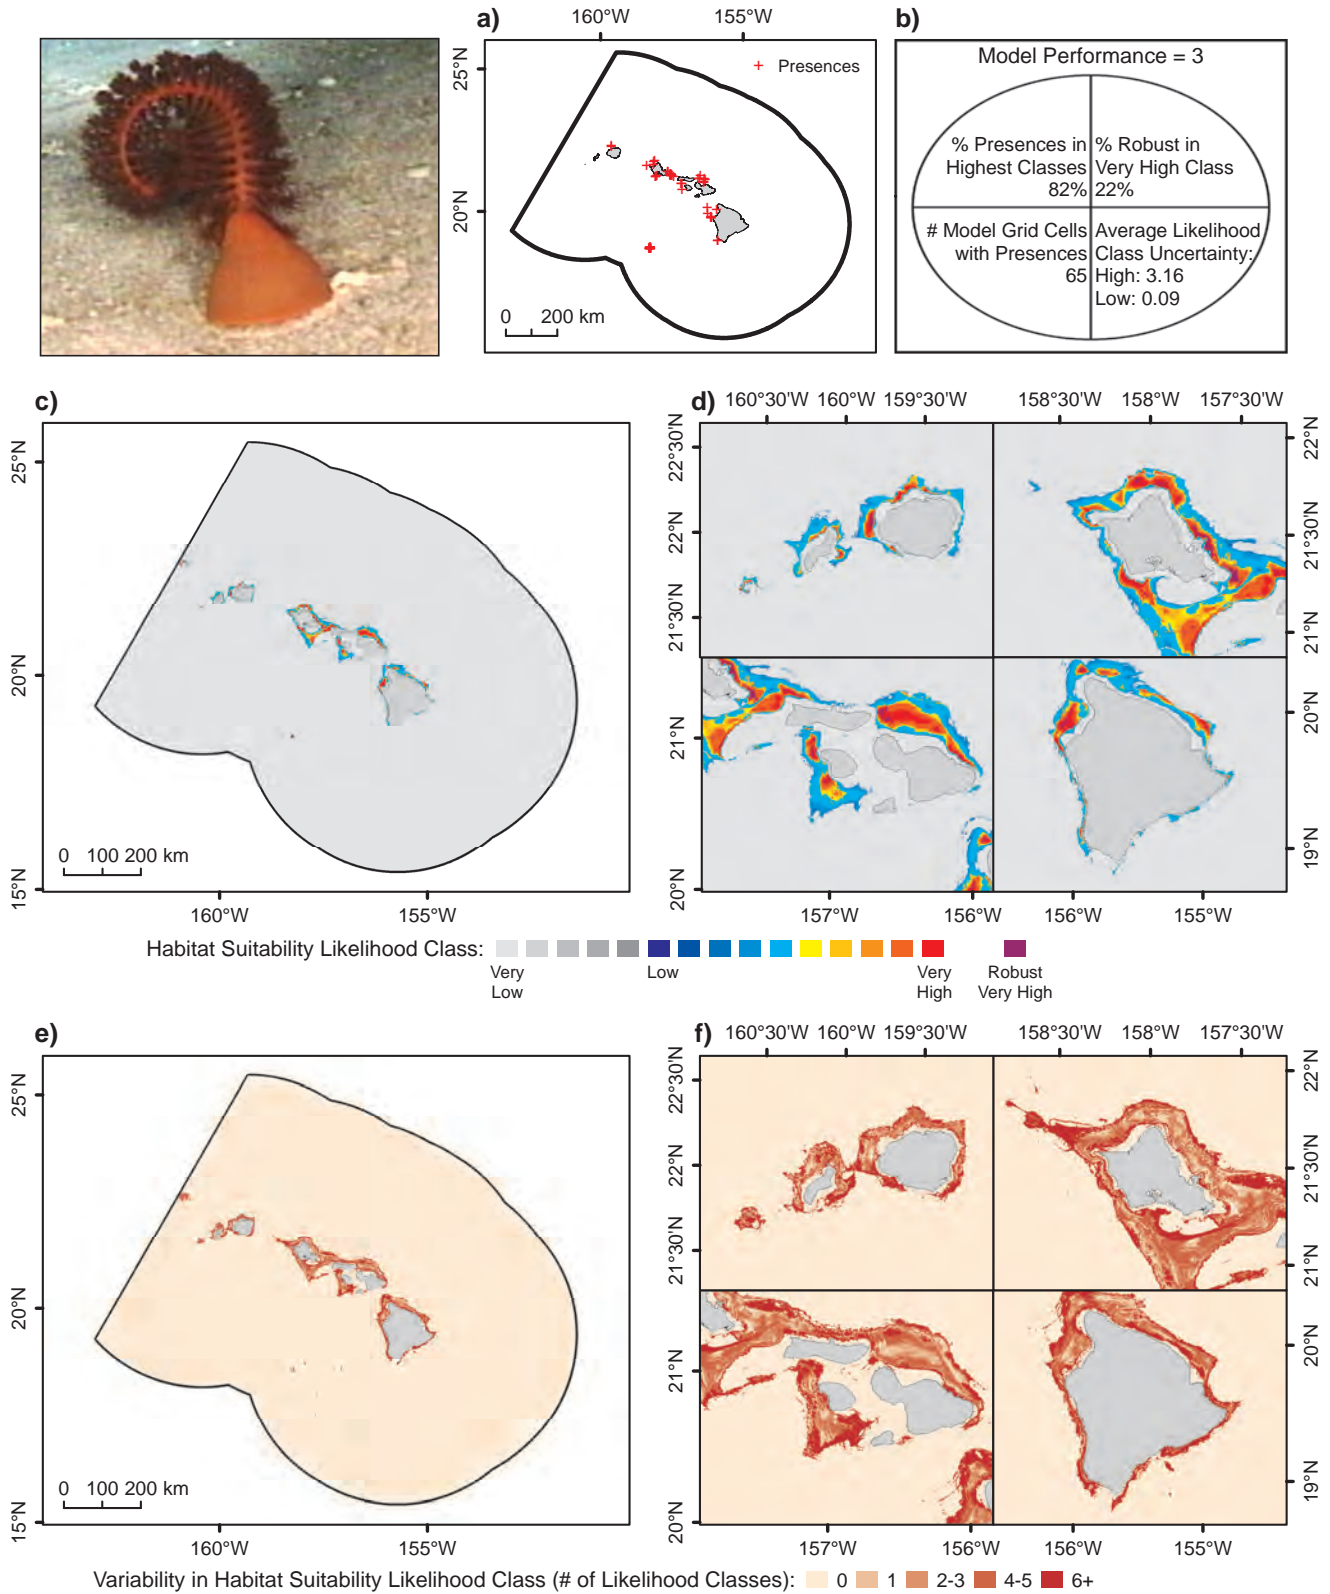 a)
160°W 155°W
25°N
20°N
Presences
0 200 km
b)
Model Performance = 3
% Presences in
Highest Classes
82%
% Robust in
Very High Class
22%
# Model Grid Cells
with Presences
65
Average Likelihood
Class Uncertainty:
High: 3.16
Low: 0.09
c)
25°N
20°N
15°N
0 100 200 km
160°W 155°W
d)
160°30'W 160°W 159°30'W 158°30'W 158°W 157°30'W
22°30'N
22°N
21°30'N
22°N
21°30'N
21°N
21°N
20°N
20°N
19°N
157°W 156°W 156°W 155°W
Habitat Suitability Likelihood Class:
Very
Low
Low
Very
High
Robust
Very High
e)
25°N
20°N
15°N
0 100 200 km
160°W 155°W
f)
160°30'W 160°W 159°30'W 158°30'W 158°W 157°30'W
22°30'N
22°N
21°30'N
22°N
21°30'N
21°N
21°N
20°N
20°N
19°N
157°W 156°W 156°W 155°W
Variability in Habitat Suitability Likelihood Class (# of Likelihood Classes): 0 1 2-3 4-5 6+